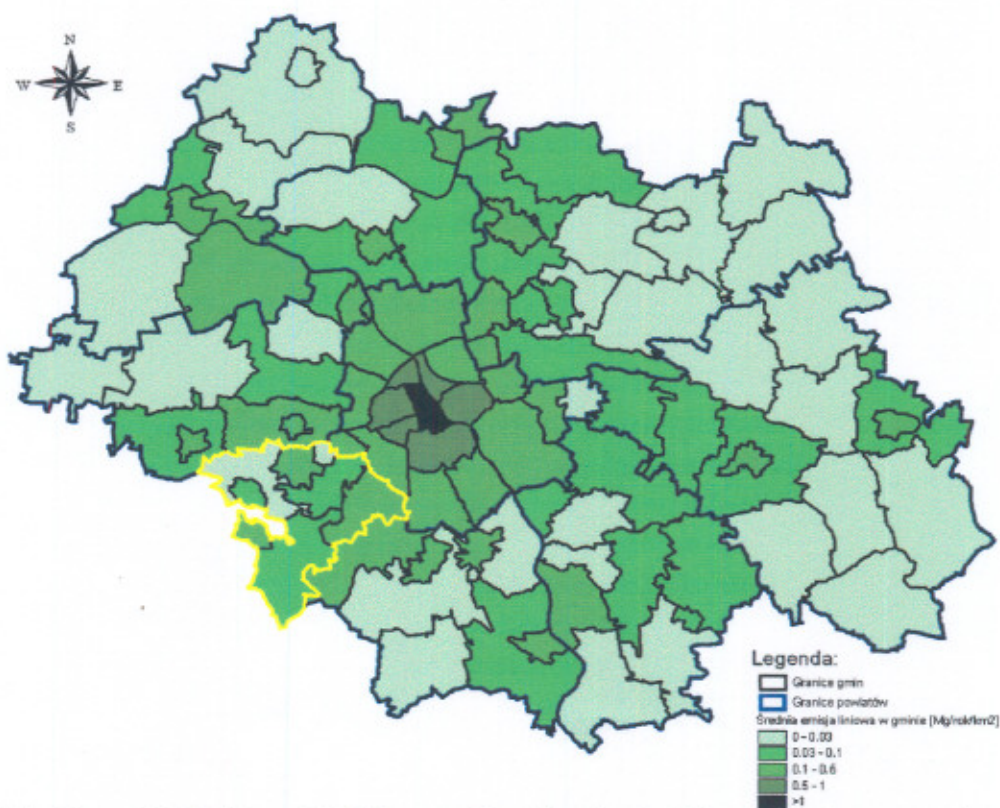 N
W E
S
Legenda:
Granice gmin
Granice powiatów
Średnia emisja liniowa w gminie [Mg/rok/km2]
0 - 0.03
0.03 - 0.1
0.1 - 0.5
0.5 - 1
>1